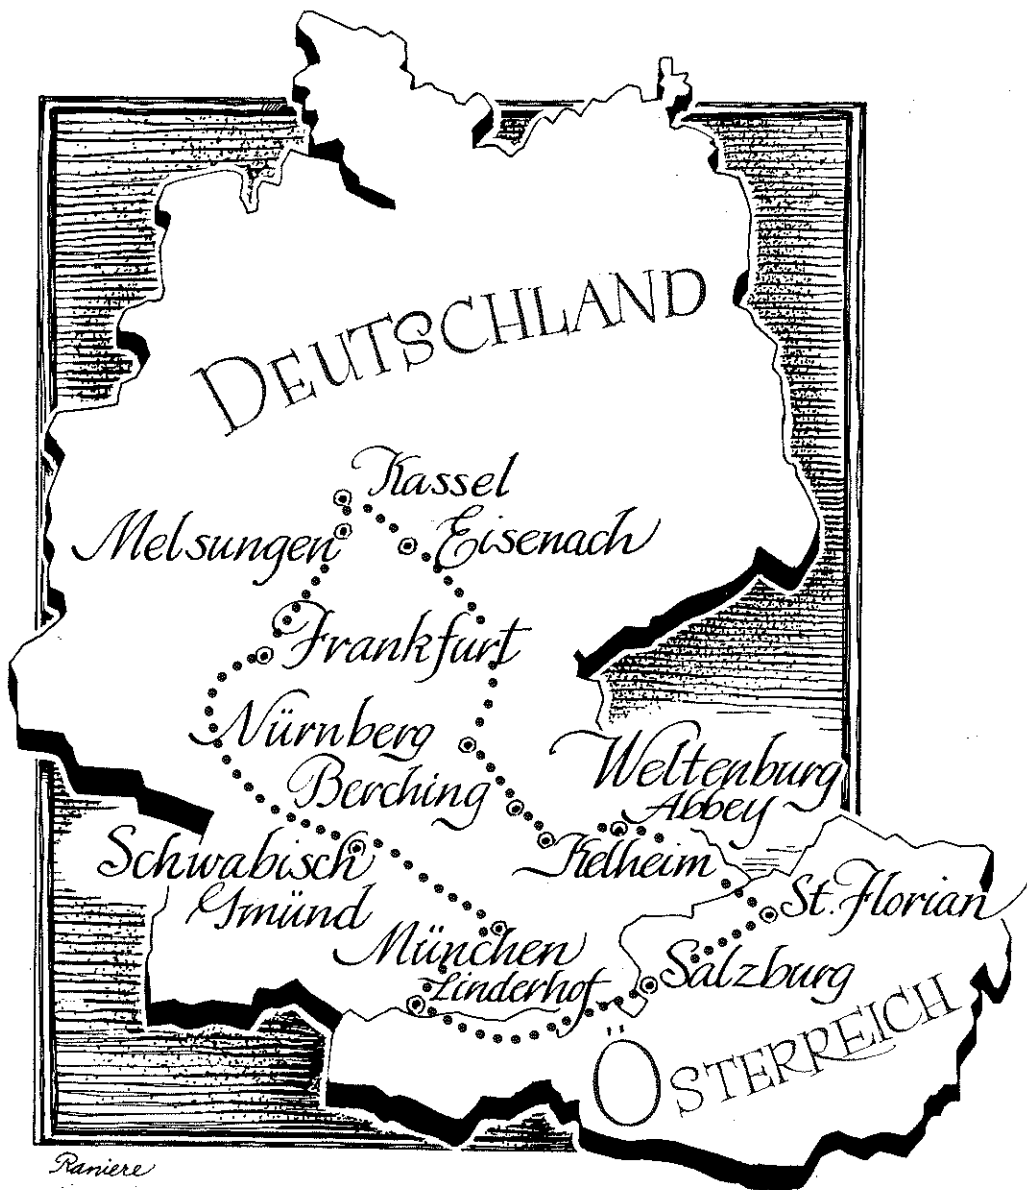 DEUTSCHLAND
Kassel
Melsungen
Eisenach
Frankfurt
Nürnberg
Berching
Weltenburg
Abbey
Schwabisch
Gmünd
Kelheim
St. Florian
München
Linderhof
Salzburg
ÖSTERREICH
Raniere